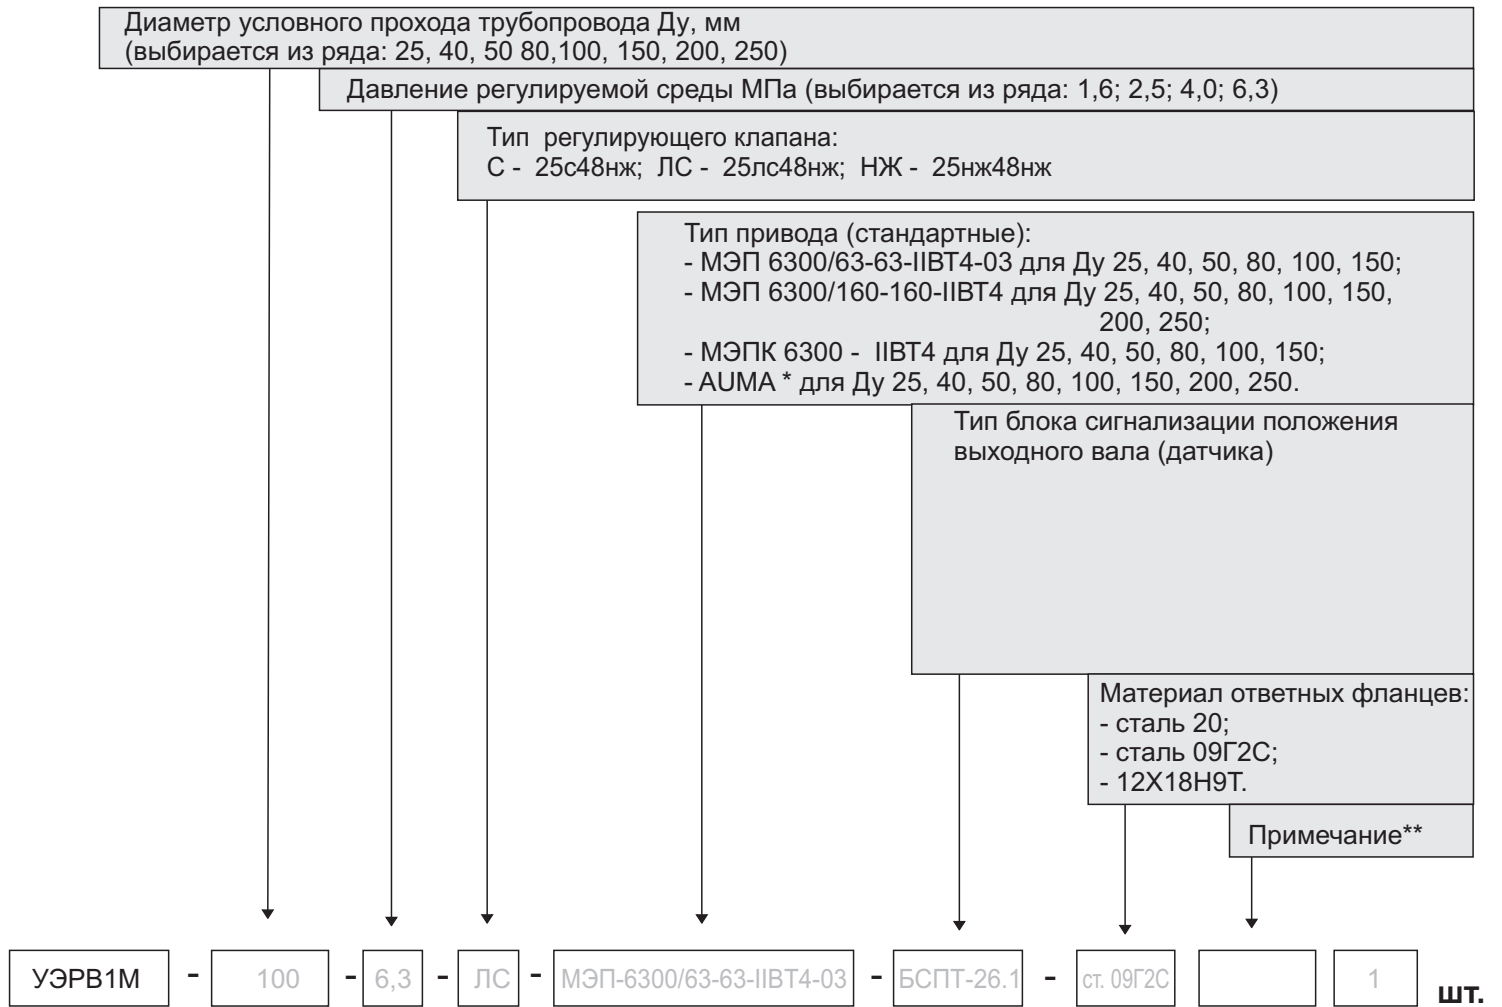 Диаметр условного прохода трубопровода Ду, мм
(выбирается из ряда: 25, 40, 50 80,100, 150, 200, 250)
Давление регулируемой среды МПа (выбирается из ряда: 1,6; 2,5; 4,0; 6,3)
Тип регулирующего клапана:
С - 25с48нж; ЛС - 25лс48нж; НЖ - 25нж48нж
Тип привода (стандартные):
- МЭП 6300/63-63-IIВТ4-03 для Ду 25, 40, 50, 80, 100, 150;
- МЭП 6300/160-160-IIВТ4 для Ду 25, 40, 50, 80, 100, 150,
200, 250;
- МЭПК 6300 - IIВТ4 для Ду 25, 40, 50, 80, 100, 150;
- AUMA * для Ду 25, 40, 50, 80, 100, 150, 200, 250.
Тип блока сигнализации положения
выходного вала (датчика)
Материал ответных фланцев:
- сталь 20;
- сталь 09Г2С;
- 12Х18Н9Т.
Примечание**
УЭРВ1М - 100 - 6,3 - ЛС - МЭП-6300/63-63-IIВТ4-03 - БСПТ-26.1 - ст. 09Г2С 1 шт.